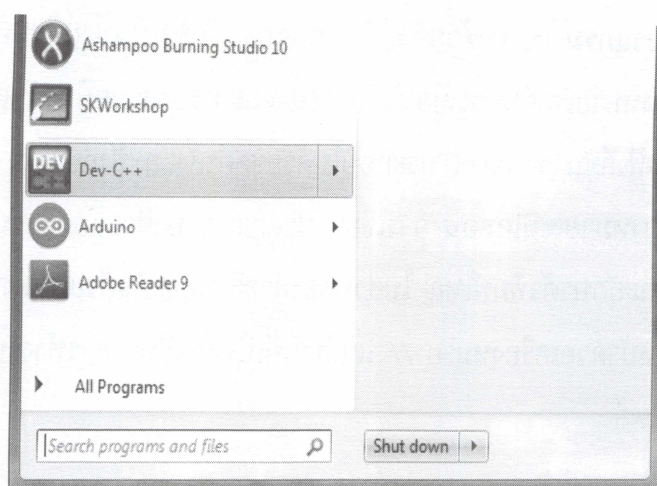 Ashampoo Burning Studio 10
SKWorkshop
DEV
C++
Dev-C++
Arduino
Adobe Reader 9
All Programs
Search programs and files
Shut down